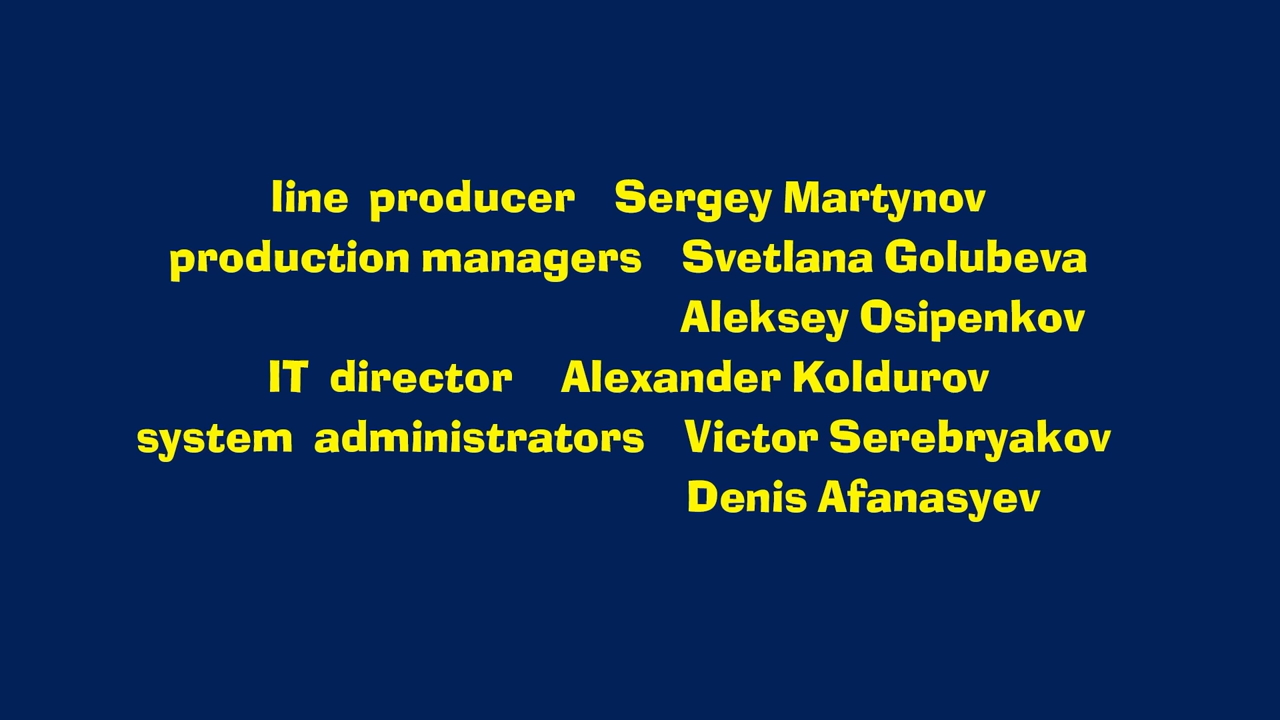 line producer Sergey Martynov
production managers Svetlana Golubeva
Aleksey Osipenkov
IT director Alexander Koldurov
system administrators Victor Serebryakov
Denis Afanasyev